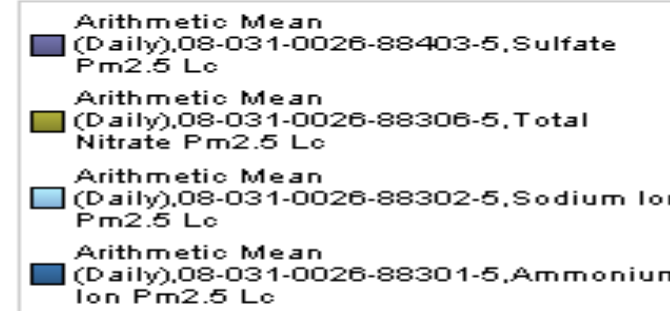 Arithmetic Mean
(Daily),08-031-0026-88403-5,Sulfate
Pm2.5 Lc
Arithmetic Mean
(Daily),08-031-0026-88306-5,Total
Nitrate Pm2.5 Lc
Arithmetic Mean
(Daily),08-031-0026-88302-5,Sodium Ion
Pm2.5 Lc
Arithmetic Mean
(Daily),08-031-0026-88301-5,Ammonium
Ion Pm2.5 Lc